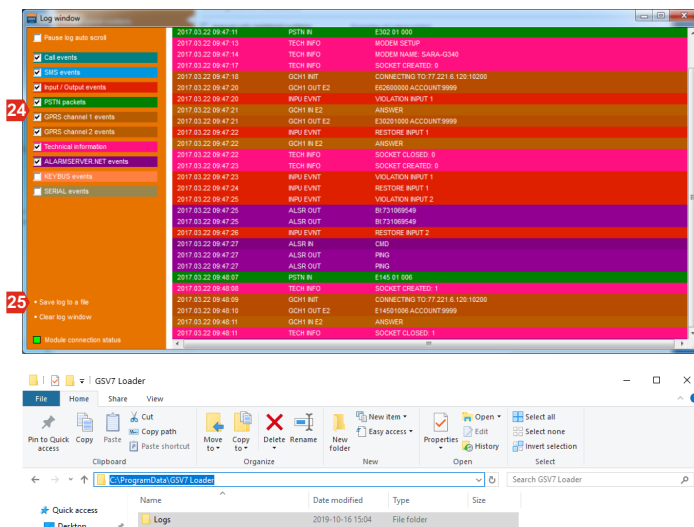 Log window
Pause log auto scroll
Call events
SMS events
Input / Output events
24
PSTN packets
GPRS channel 1 events
GPRS channel 2 events
Technical information
ALARMSERVER.NET events
KEYBUS events
SERIAL events
25
Save log to a file
Clear log window
Module connection status
2017.03.22 09:47:11 PSTN IN E302 01 000
2017.03.22 09:47:13 TECH INFO MODEM SETUP
2017.03.22 09:47:14 TECH INFO MODEM NAME: SARA-G340
2017.03.22 09:47:17 TECH INFO SOCKET CREATED: 0
2017.03.22 09:47:18 GCH1 INIT CONNECTING TO:77.221.6.120:10200
2017.03.22 09:47:20 GCH1 OUT E2 E62600000 ACCOUNT:9999
2017.03.22 09:47:20 INPU EVNT VIOLATION INPUT 1
2017.03.22 09:47:21 GCH1 IN E2 ANSWER
2017.03.22 09:47:21 GCH1 OUT E2 E30201000 ACCOUNT:9999
2017.03.22 09:47:22 INPU EVNT RESTORE INPUT 1
2017.03.22 09:47:22 GCH1 IN E2 ANSWER
2017.03.22 09:47:22 TECH INFO SOCKET CLOSED: 0
2017.03.22 09:47:23 TECH INFO SOCKET CREATED: 0
2017.03.22 09:47:23 INPU EVNT VIOLATION INPUT 1
2017.03.22 09:47:24 INPU EVNT RESTORE INPUT 1
2017.03.22 09:47:25 INPU EVNT VIOLATION INPUT 2
2017.03.22 09:47:25 ALSR OUT BI:731069549
2017.03.22 09:47:25 ALSR OUT BI:731069549
2017.03.22 09:47:26 INPU EVNT RESTORE INPUT 2
2017.03.22 09:47:27 ALSR IN CMD
2017.03.22 09:47:27 ALSR OUT PING
2017.03.22 09:47:27 ALSR OUT PING
2017.03.22 09:48:07 PSTN IN E145 01 006
2017.03.22 09:48:08 TECH INFO SOCKET CREATED: 1
2017.03.22 09:48:09 GCH1 INIT CONNECTING TO:77.221.6.120:10200
2017.03.22 09:48:10 GCH1 OUT E2 E14501006 ACCOUNT:9999
2017.03.22 09:48:11 GCH1 IN E2 ANSWER
2017.03.22 09:48:11 TECH INFO SOCKET CLOSED: 1
GSV7 Loader
File Home Share View
Pin to Quick access
Copy
Paste
Cut
Copy path
Paste shortcut
Clipboard
Move to
Copy to
Delete
Rename
Organize
New folder
New item
Easy access
New
Properties
Open
Edit
History
Open
Select all
Select none
Invert selection
Select
C:\ProgramData\GSV7 Loader
Search GSV7 Loader
Name Date modified Type Size
Quick access
Desktop
Logs 2019-10-16 15:04 File folder